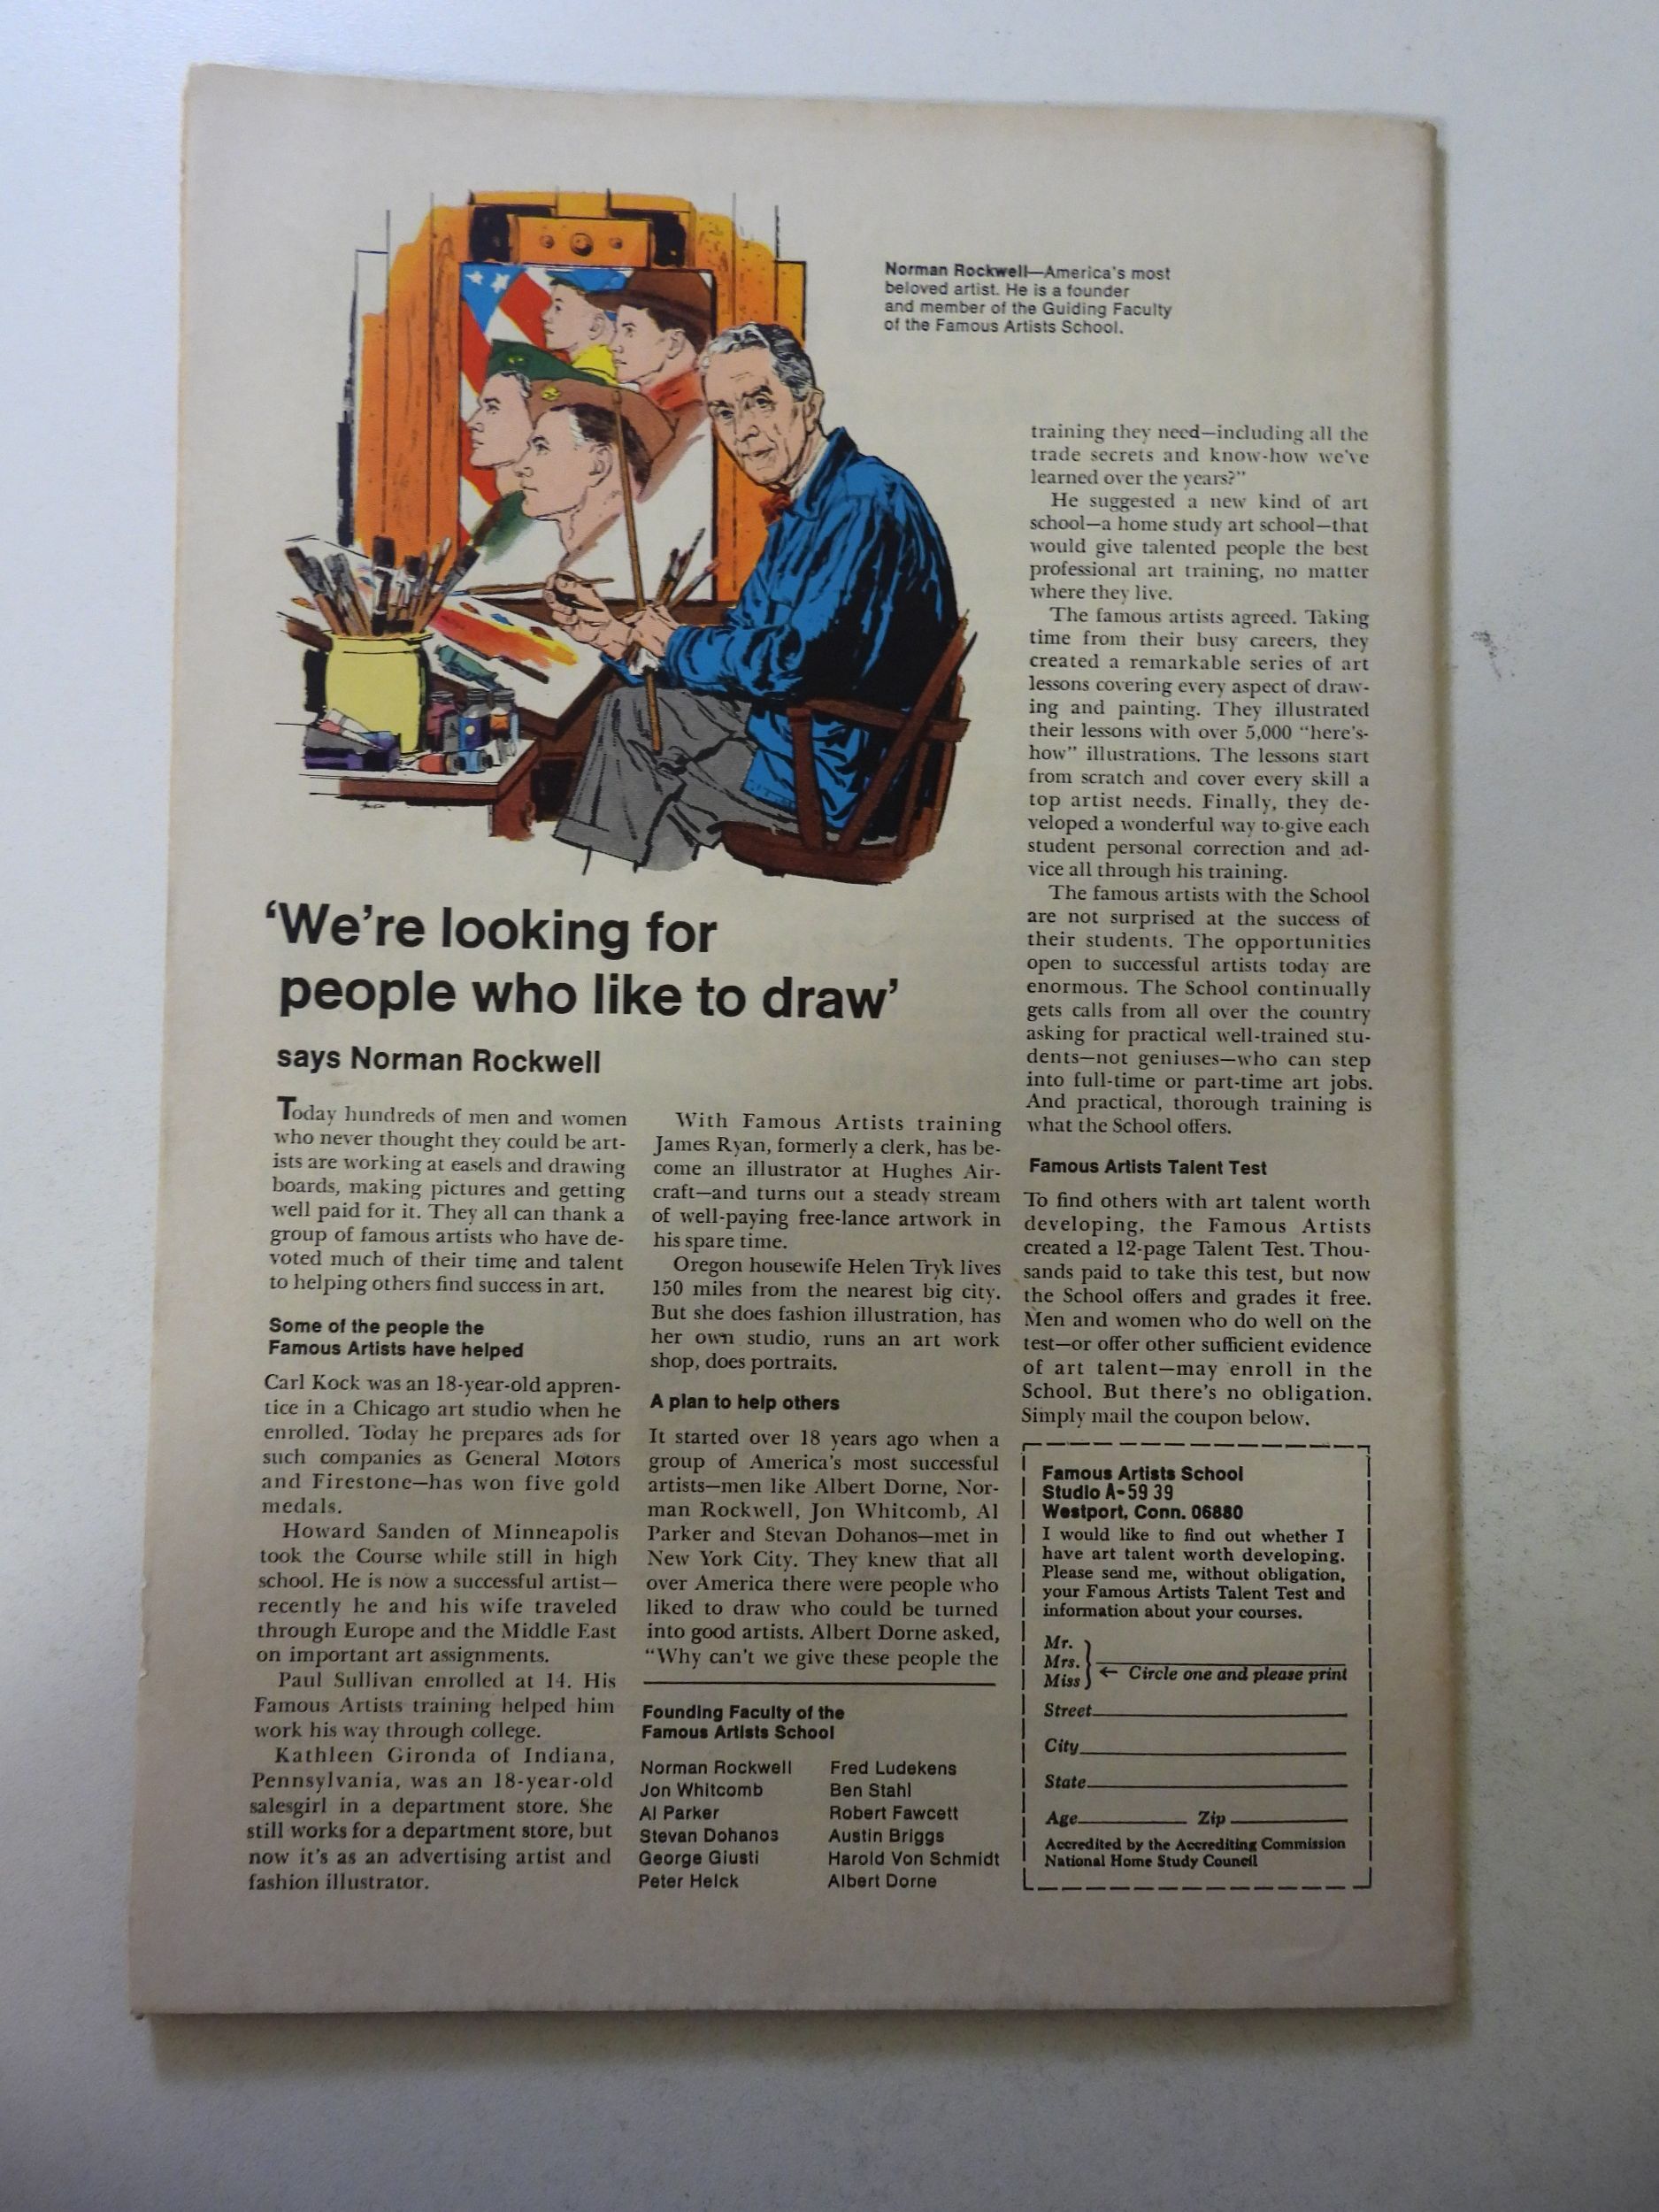 Norman Rockwell—America's most
beloved artist. He is a founder
and member of the Guiding Faculty
of the Famous Artists School.
'We're looking for
people who like to draw'
says Norman Rockwell
Today hundreds of men and women
who never thought they could be art-
ists are working at easels and drawing
boards, making pictures and getting
well paid for it. They all can thank a
group of famous artists who have de-
voted much of their time and talent
to helping others find success in art.
Some of the people the
Famous Artists have helped
Carl Kock was an 18-year-old appren-
tice in a Chicago art studio when he
enrolled. Today he prepares ads for
such companies as General Motors
and Firestone—has won five gold
medals.
Howard Sanden of Minneapolis
took the Course while still in high
school. He is now a successful artist—
recently he and his wife traveled
through Europe and the Middle East
on important art assignments.
Paul Sullivan enrolled at 14. His
Famous Artists training helped him
work his way through college.
Kathleen Gironda of Indiana,
Pennsylvania, was an 18-year-old
salesgirl in a department store. She
still works for a department store, but
now it's as an advertising artist and
fashion illustrator.
With Famous Artists training
James Ryan, formerly a clerk, has be-
come an illustrator at Hughes Air-
craft—and turns out a steady stream
of well-paying free-lance artwork in
his spare time.
Oregon housewife Helen Tryk lives
150 miles from the nearest big city.
But she does fashion illustration, has
her own studio, runs an art work
shop, does portraits.
A plan to help others
It started over 18 years ago when a
group of America's most successful
artists—men like Albert Dorne, Nor-
man Rockwell, Jon Whitcomb, Al
Parker and Stevan Dohanos—met in
New York City. They knew that all
over America there were people who
liked to draw who could be turned
into good artists. Albert Dorne asked,
"Why can't we give these people the
Founding Faculty of the
Famous Artists School
Norman Rockwell
Jon Whitcomb
Al Parker
Stevan Dohanos
George Giusti
Peter Helck
Fred Ludekens
Ben Stahl
Robert Fawcett
Austin Briggs
Harold Von Schmidt
Albert Dorne
training they need—including all the
trade secrets and know-how we've
learned over the years?"
He suggested a new kind of art
school—a home study art school—that
would give talented people the best
professional art training, no matter
where they live.
The famous artists agreed. Taking
time from their busy careers, they
created a remarkable series of art
lessons covering every aspect of draw-
ing and painting. They illustrated
their lessons with over 5,000 "here's-
how" illustrations. The lessons start
from scratch and cover every skill a
top artist needs. Finally, they de-
veloped a wonderful way to give each
student personal correction and ad-
vice all through his training.
The famous artists with the School
are not surprised at the success of
their students. The opportunities
open to successful artists today are
enormous. The School continually
gets calls from all over the country
asking for practical well-trained stu-
dents—not geniuses—who can step
into full-time or part-time art jobs.
And practical, thorough training is
what the School offers.
Famous Artists Talent Test
To find others with art talent worth
developing, the Famous Artists
created a 12-page Talent Test. Thou-
sands paid to take this test, but now
the School offers and grades it free.
Men and women who do well on the
test—or offer other sufficient evidence
of art talent—may enroll in the
School. But there's no obligation.
Simply mail the coupon below.
Famous Artists School
Studio A-59 39
Westport, Conn. 06880
I would like to find out whether I
have art talent worth developing.
Please send me, without obligation,
your Famous Artists Talent Test and
information about your courses.
Mr.
Mrs.
Miss ← Circle one and please print
Street
City
State
Age Zip
Accredited by the Accrediting Commission
National Home Study Council